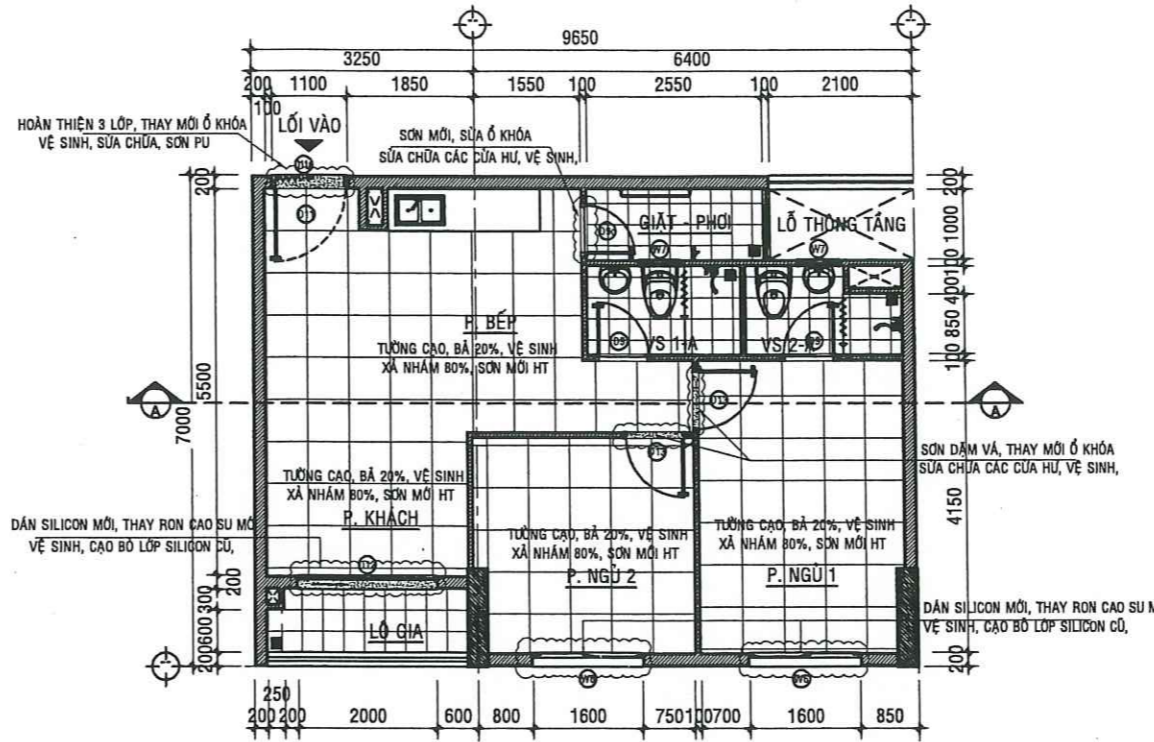 9650
3250 6400
200 1100 1850 1550 100 2550 100 2100
100
HOÀN THIỆN 3 LỚP, THAY MỚI Ổ KHÓA
VỆ SINH, SỬA CHỮA, SƠN PU
LỐI VÀO
SƠN MỚI, SỬA Ổ KHÓA
SỬA CHỮA CÁC CỬA HƯ, VỆ SINH,
D11
GIẶT - PHƠI
LỖ THÔNG TẦNG
W7
W7
P. BẾP
TƯỜNG CẠO, BẢ 20%, VỆ SINH
XẢ NHÁM 80%, SƠN MỚI HT
D9
VS 1-A
VS 2-A
D13
A
A
SƠN DẶM VÁ, THAY MỚI Ổ KHÓA
SỬA CHỮA CÁC CỬA HƯ, VỆ SINH,
D13
TƯỜNG CẠO, BẢ 20%, VỆ SINH
XẢ NHÁM 80%, SƠN MỚI HT
P. KHÁCH
DÁN SILICON MỚI, THAY RON CAO SU MỚ
VỆ SINH, CẠO BỎ LỚP SILICON CŨ,
TƯỜNG CẠO, BẢ 20%, VỆ SINH
XẢ NHÁM 80%, SƠN MỚI HT
P. NGỦ 2
TƯỜNG CẠO, BẢ 20%, VỆ SINH
XẢ NHÁM 80%, SƠN MỚI HT
P. NGỦ 1
LÔ GIA
DÁN SILICON MỚI, THAY RON CAO SU M
VỆ SINH, CẠO BỎ LỚP SILICON CŨ,
200
5500
7000
200
300
600
200
200
1000
100
400
850
100
4150
200
250
200 200 2000 600 800 1600 750 100 700 1600 850